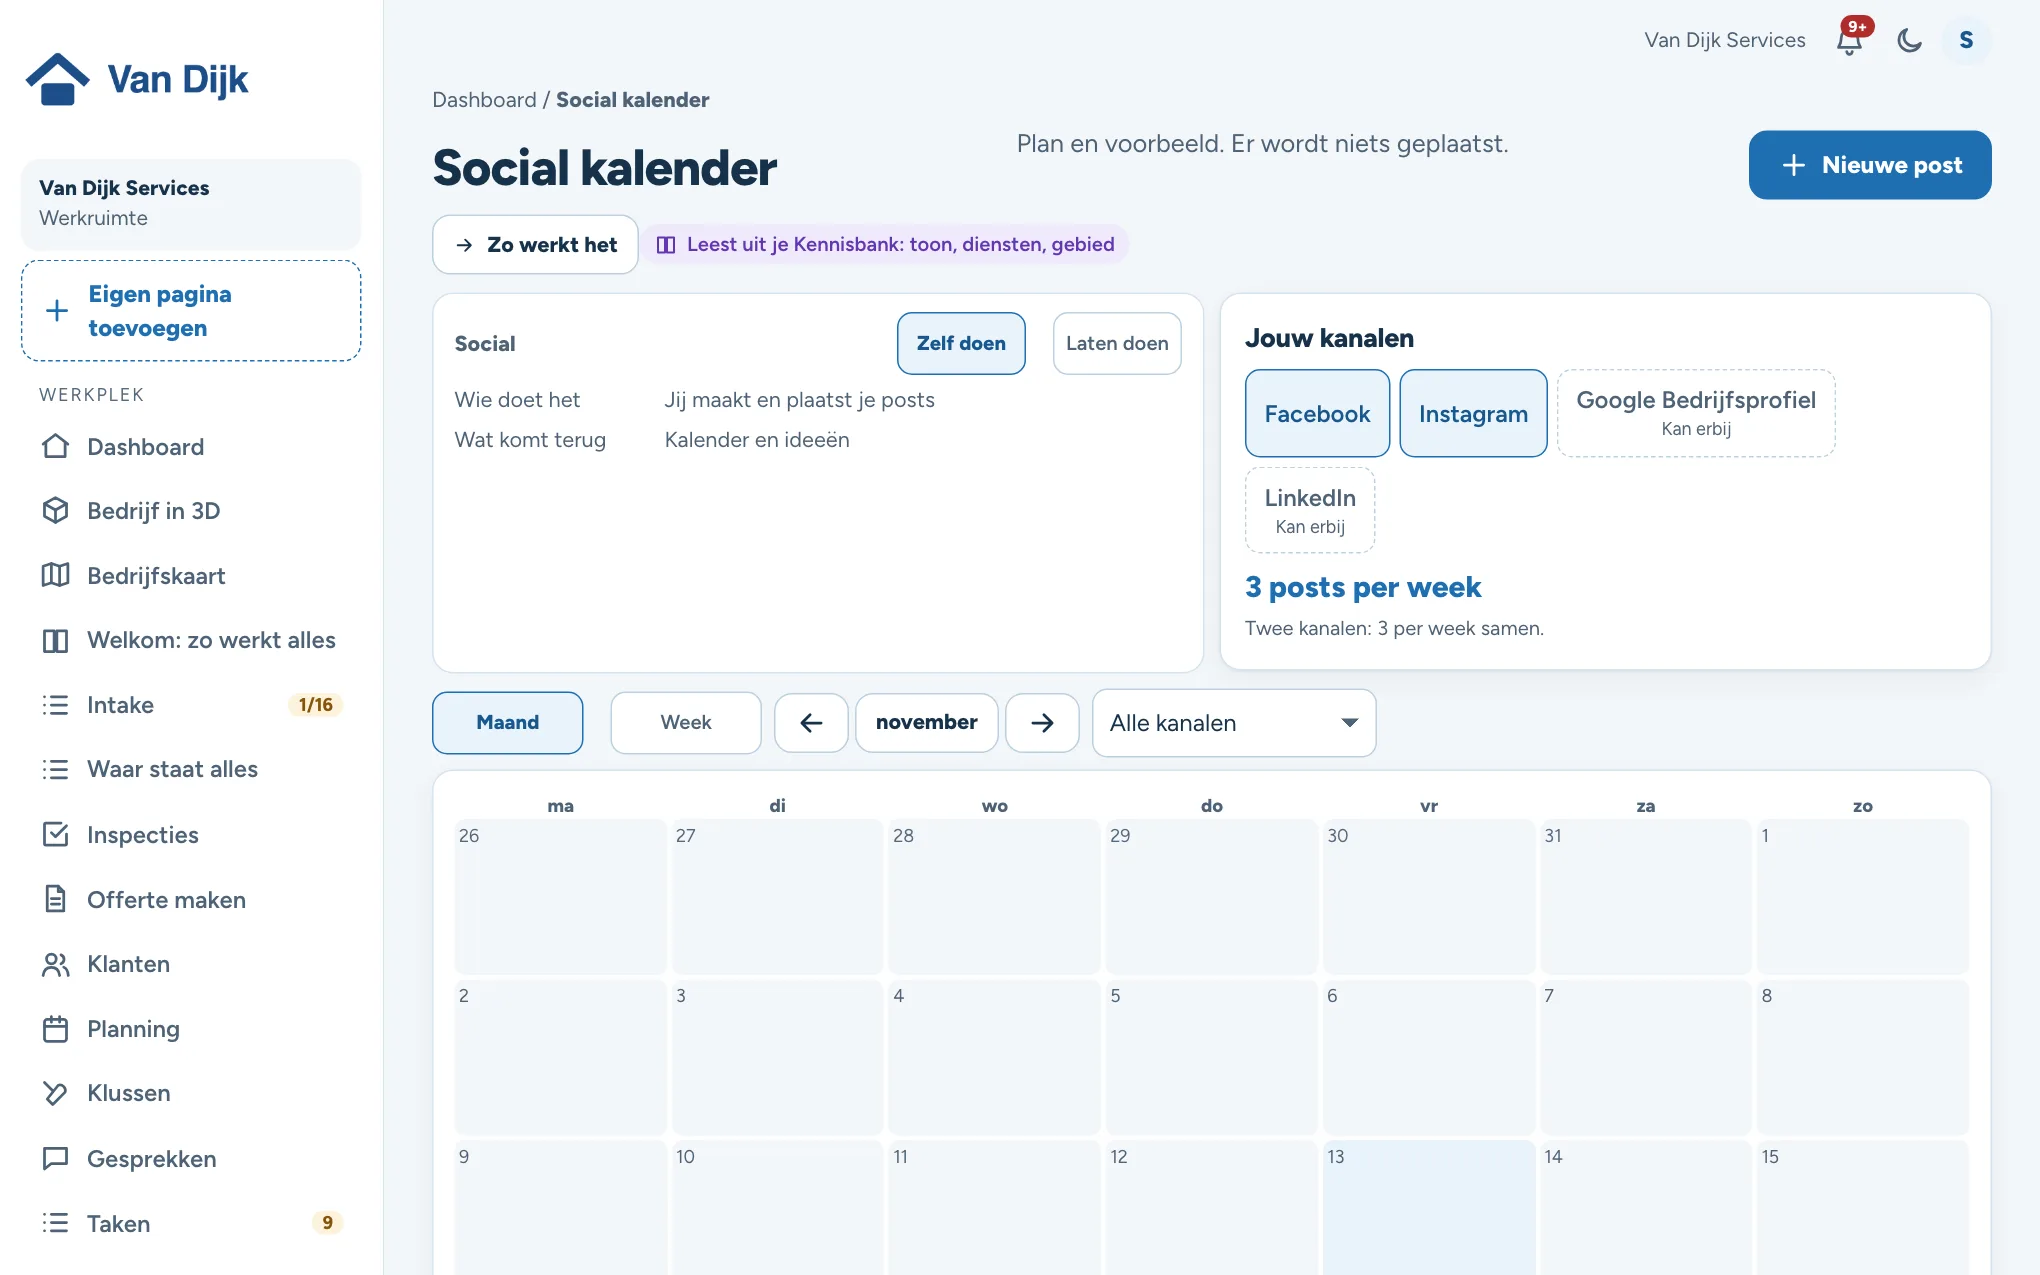 Van Dijk
Van Dijk Services
Werkruimte
Eigen pagina
toevoegen
WERKPLEK
Dashboard
Bedrijf in 3D
Bedrijfskaart
Welkom: zo werkt alles
Intake 1/16
Waar staat alles
Inspecties
Offerte maken
Klanten
Planning
Klussen
Gesprekken
Taken 9
Van Dijk Services 9+ S
Dashboard / Social kalender
Social kalender
Plan en voorbeeld. Er wordt niets geplaatst.
Nieuwe post
Zo werkt het
Leest uit je Kennisbank: toon, diensten, gebied
Social
Zelf doen
Laten doen
Wie doet het Jij maakt en plaatst je posts
Wat komt terug Kalender en ideeën
Jouw kanalen
Facebook
Instagram
Google Bedrijfsprofiel
Kan erbij
LinkedIn
Kan erbij
3 posts per week
Twee kanalen: 3 per week samen.
Maand
Week
november
Alle kanalen
ma di wo do vr za zo
26 27 28 29 30 31 1
2 3 4 5 6 7 8
9 10 11 12 13 14 15